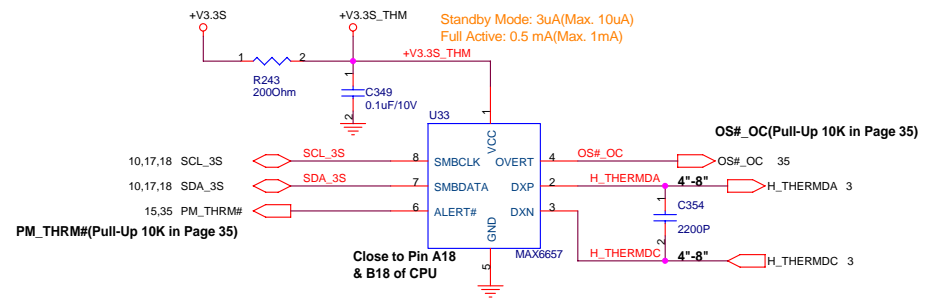 +V3.3S
+V3.3S_THM
Standby Mode: 3uA(Max. 10uA)
Full Active: 0.5 mA(Max. 1mA)
+V3.3S_THM
1
2
R243
200Ohm
1
C349
0.1uF/10V
2
U33
1
VCC
OS#_OC(Pull-Up 10K in Page 35)
10,17,18 SCL_3S
SCL_3S
8
SMBCLK
OVERT
4
OS#_OC
OS#_OC 35
10,17,18 SDA_3S
SDA_3S
7
SMBDATA
DXP
2
H_THERMDA
4"-8"
H_THERMDA 3
15,35 PM_THRM#
6
ALERT#
DXN
3
1
C354
2200P
2
PM_THRM#(Pull-Up 10K in Page 35)
GND
5
MAX6657
Close to Pin A18
& B18 of CPU
H_THERMDC
4"-8"
H_THERMDC 3